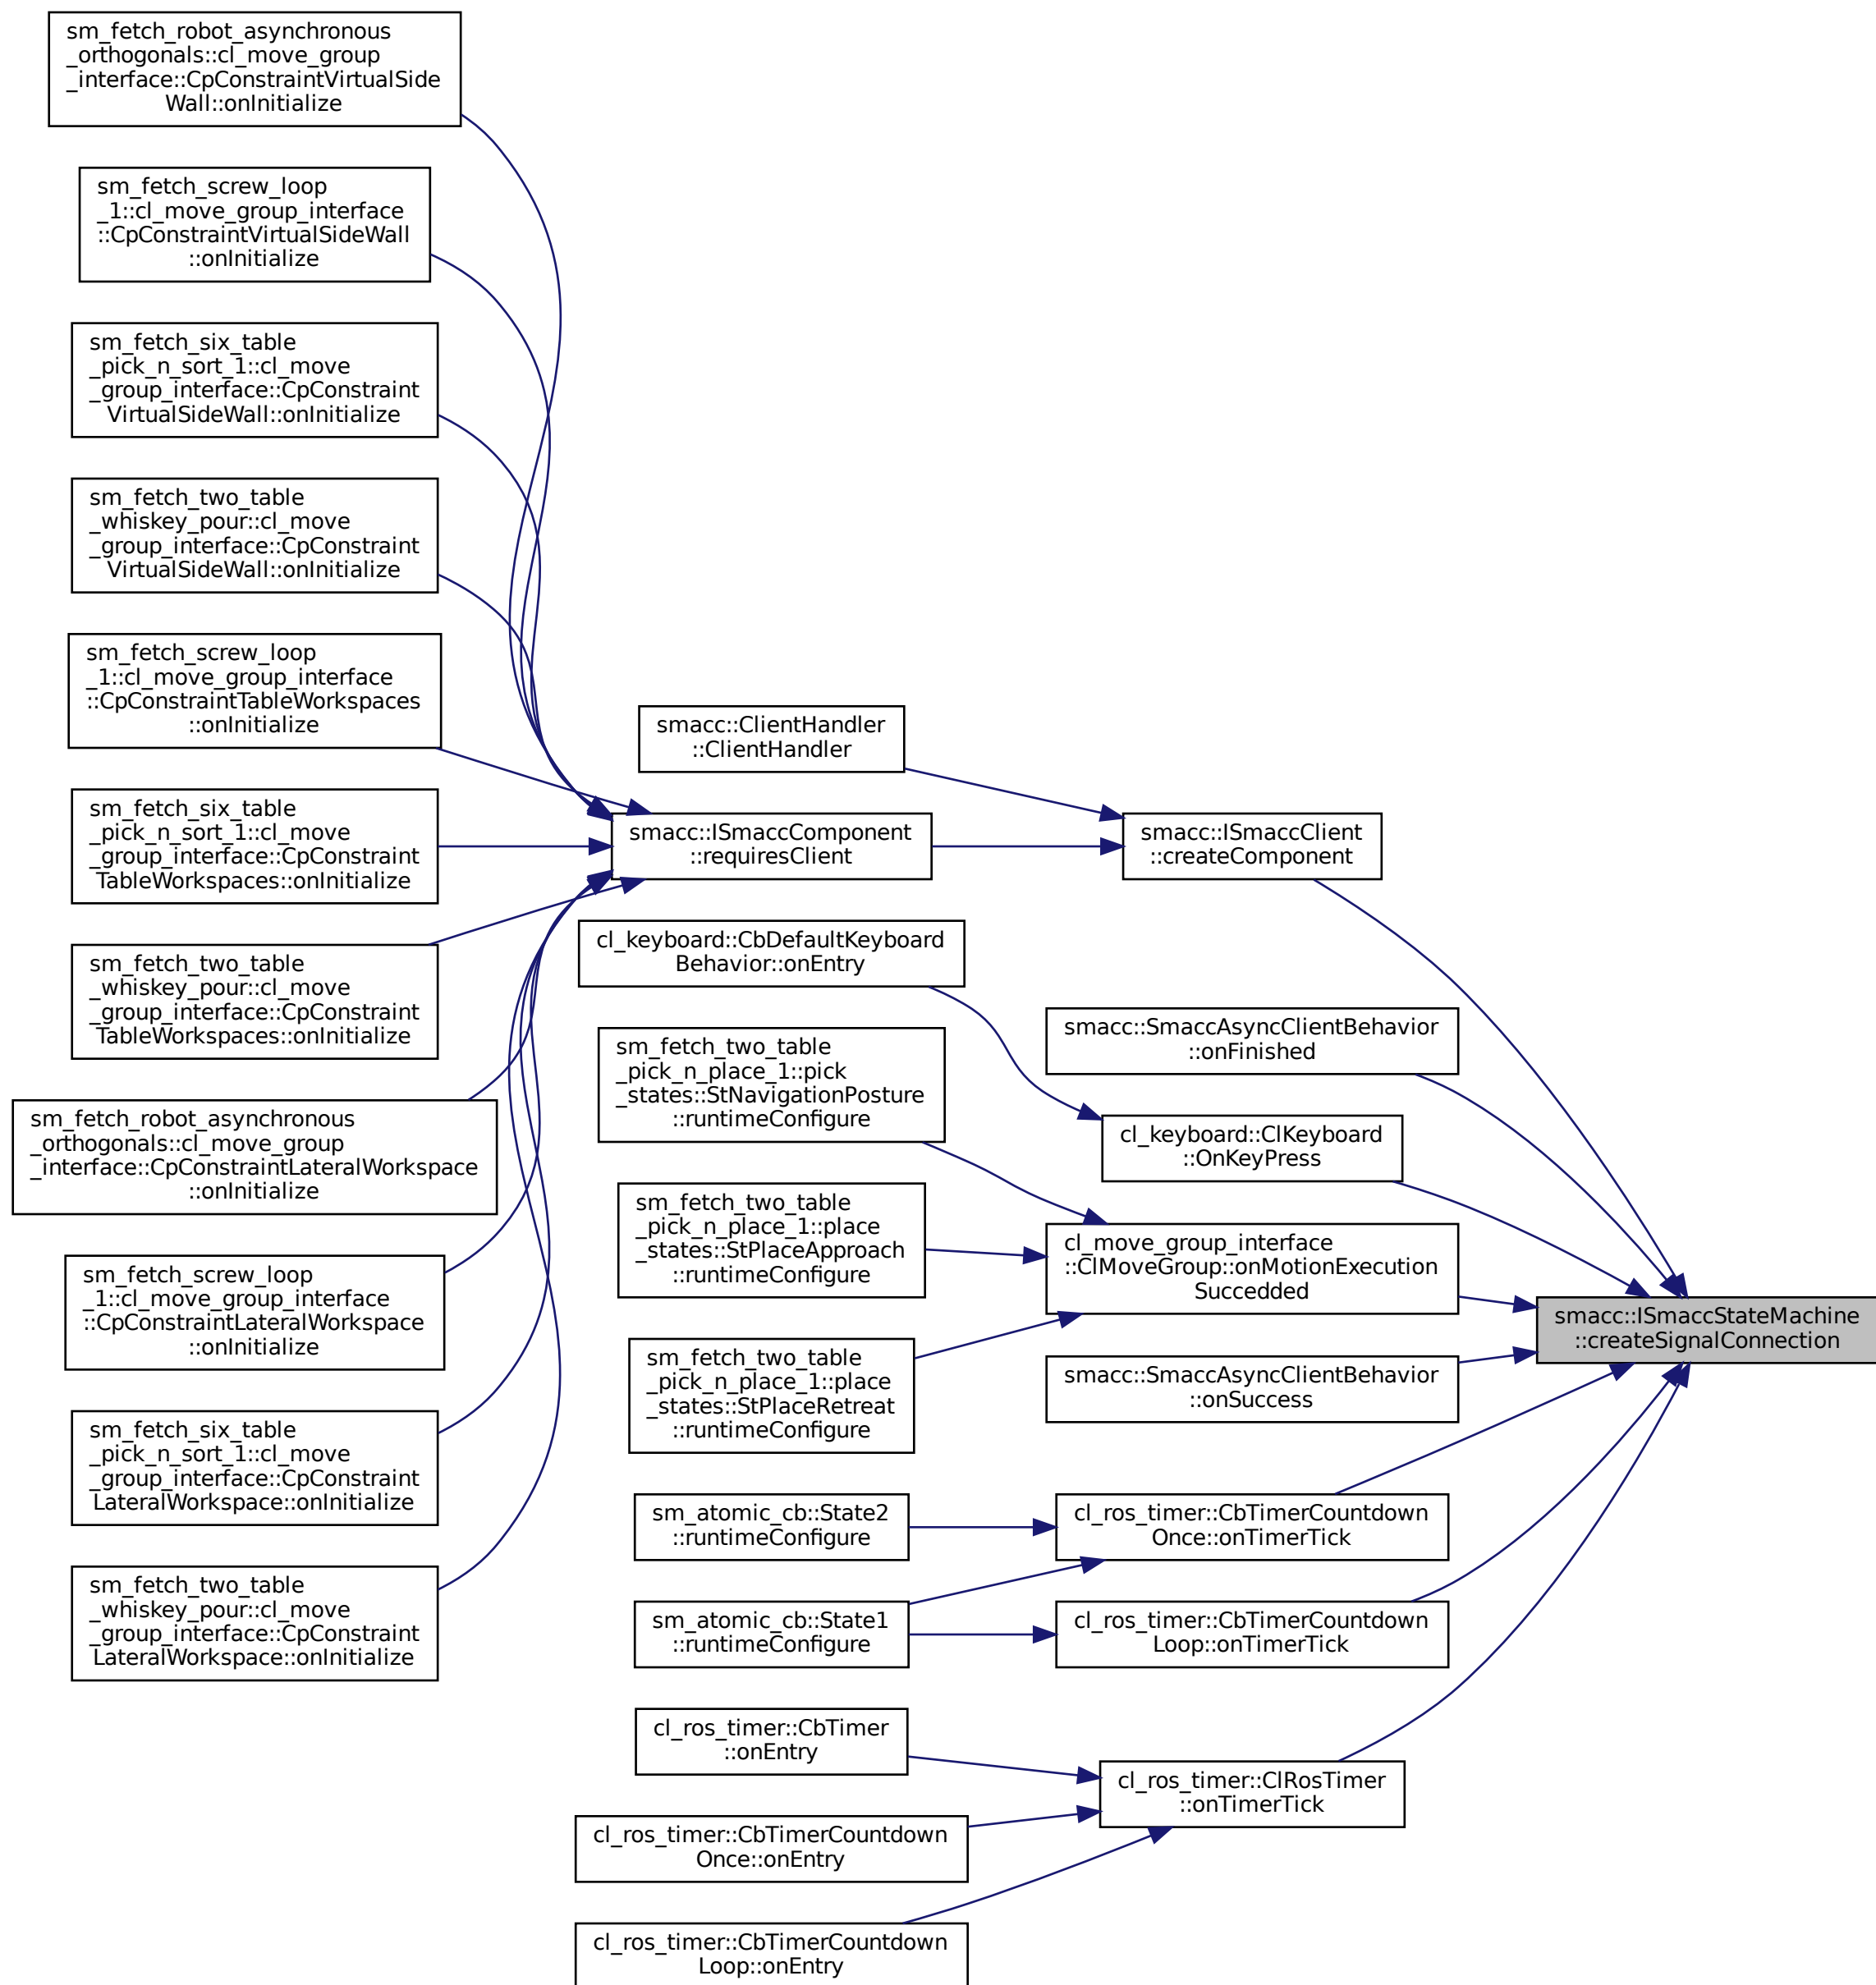 sm_fetch_robot_asynchronous
_orthogonals::cl_move_group
_interface::CpConstraintVirtualSide
Wall::onInitialize
sm_fetch_screw_loop
_1::cl_move_group_interface
::CpConstraintVirtualSideWall
::onInitialize
sm_fetch_six_table
_pick_n_sort_1::cl_move
_group_interface::CpConstraint
VirtualSideWall::onInitialize
sm_fetch_two_table
_whiskey_pour::cl_move
_group_interface::CpConstraint
VirtualSideWall::onInitialize
sm_fetch_screw_loop
_1::cl_move_group_interface
::CpConstraintTableWorkspaces
::onInitialize
sm_fetch_six_table
_pick_n_sort_1::cl_move
_group_interface::CpConstraint
TableWorkspaces::onInitialize
sm_fetch_two_table
_whiskey_pour::cl_move
_group_interface::CpConstraint
TableWorkspaces::onInitialize
sm_fetch_robot_asynchronous
_orthogonals::cl_move_group
_interface::CpConstraintLateralWorkspace
::onInitialize
sm_fetch_screw_loop
_1::cl_move_group_interface
::CpConstraintLateralWorkspace
::onInitialize
sm_fetch_six_table
_pick_n_sort_1::cl_move
_group_interface::CpConstraint
LateralWorkspace::onInitialize
sm_fetch_two_table
_whiskey_pour::cl_move
_group_interface::CpConstraint
LateralWorkspace::onInitialize
smacc::ClientHandler
::ClientHandler
smacc::ISmaccComponent
::requiresClient
cl_keyboard::CbDefaultKeyboard
Behavior::onEntry
sm_fetch_two_table
_pick_n_place_1::pick
_states::StNavigationPosture
::runtimeConfigure
sm_fetch_two_table
_pick_n_place_1::place
_states::StPlaceApproach
::runtimeConfigure
sm_fetch_two_table
_pick_n_place_1::place
_states::StPlaceRetreat
::runtimeConfigure
sm_atomic_cb::State2
::runtimeConfigure
sm_atomic_cb::State1
::runtimeConfigure
cl_ros_timer::CbTimer
::onEntry
cl_ros_timer::CbTimerCountdown
Once::onEntry
cl_ros_timer::CbTimerCountdown
Loop::onEntry
smacc::ISmaccClient
::createComponent
smacc::SmaccAsyncClientBehavior
::onFinished
cl_keyboard::ClKeyboard
::OnKeyPress
cl_move_group_interface
::ClMoveGroup::onMotionExecution
Succedded
smacc::SmaccAsyncClientBehavior
::onSuccess
cl_ros_timer::CbTimerCountdown
Once::onTimerTick
cl_ros_timer::CbTimerCountdown
Loop::onTimerTick
cl_ros_timer::ClRosTimer
::onTimerTick
smacc::ISmaccStateMachine
::createSignalConnection